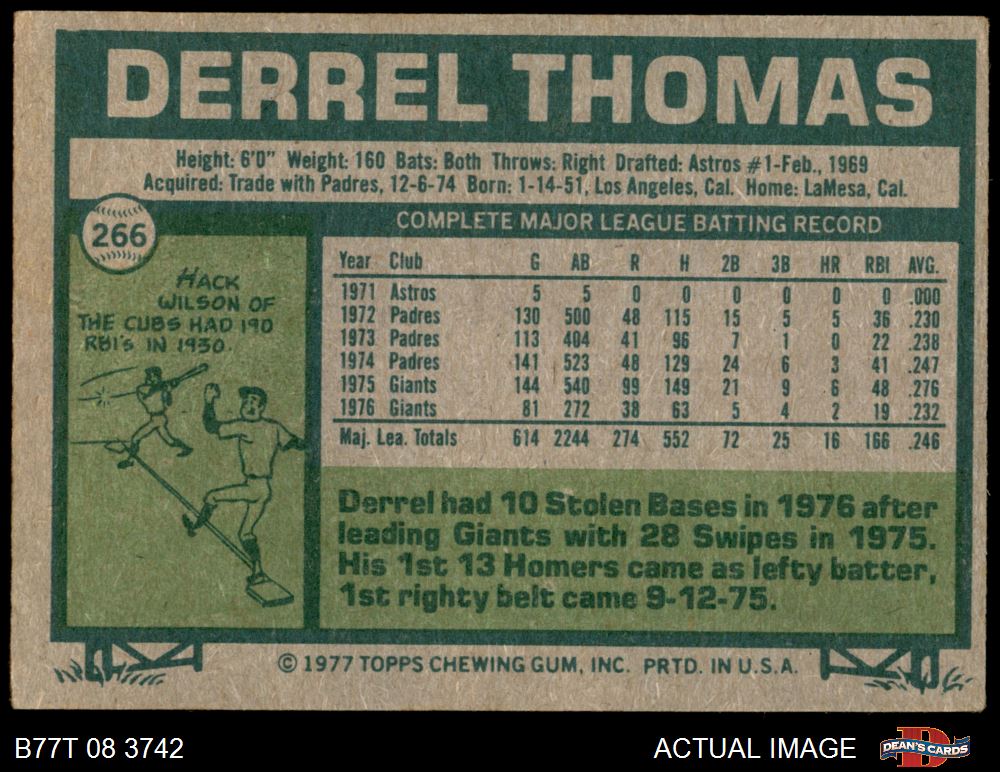 DERREL THOMAS
Height: 6'0" Weight: 160 Bats: Both Throws: Right Drafted: Astros #1-Feb., 1969
Acquired: Trade with Padres, 12-6-74 Born: 1-14-51, Los Angeles, Cal. Home: LaMesa, Cal.
266
HACK
WILSON OF
THE CUBS HAD 190
RBI'S IN 1930.
COMPLETE MAJOR LEAGUE BATTING RECORD
Year Club G AB R H 2B 3B HR RBI AVG.
1971 Astros 5 5 0 0 0 0 0 0 .000
1972 Padres 130 500 48 115 15 5 5 36 .230
1973 Padres 113 404 41 96 7 1 0 22 .238
1974 Padres 141 523 48 129 24 6 3 41 .247
1975 Giants 144 540 99 149 21 9 6 48 .276
1976 Giants 81 272 38 63 5 4 2 19 .232
Maj. Lea. Totals 614 2244 274 552 72 25 16 166 .246
Derrel had 10 Stolen Bases in 1976 after
leading Giants with 28 Swipes in 1975.
His 1st 13 Homers came as lefty batter,
1st righty belt came 9-12-75.
© 1977 TOPPS CHEWING GUM, INC. PRTD. IN U.S.A.
B77T 08 3742
ACTUAL IMAGE
DEAN'S CARDS